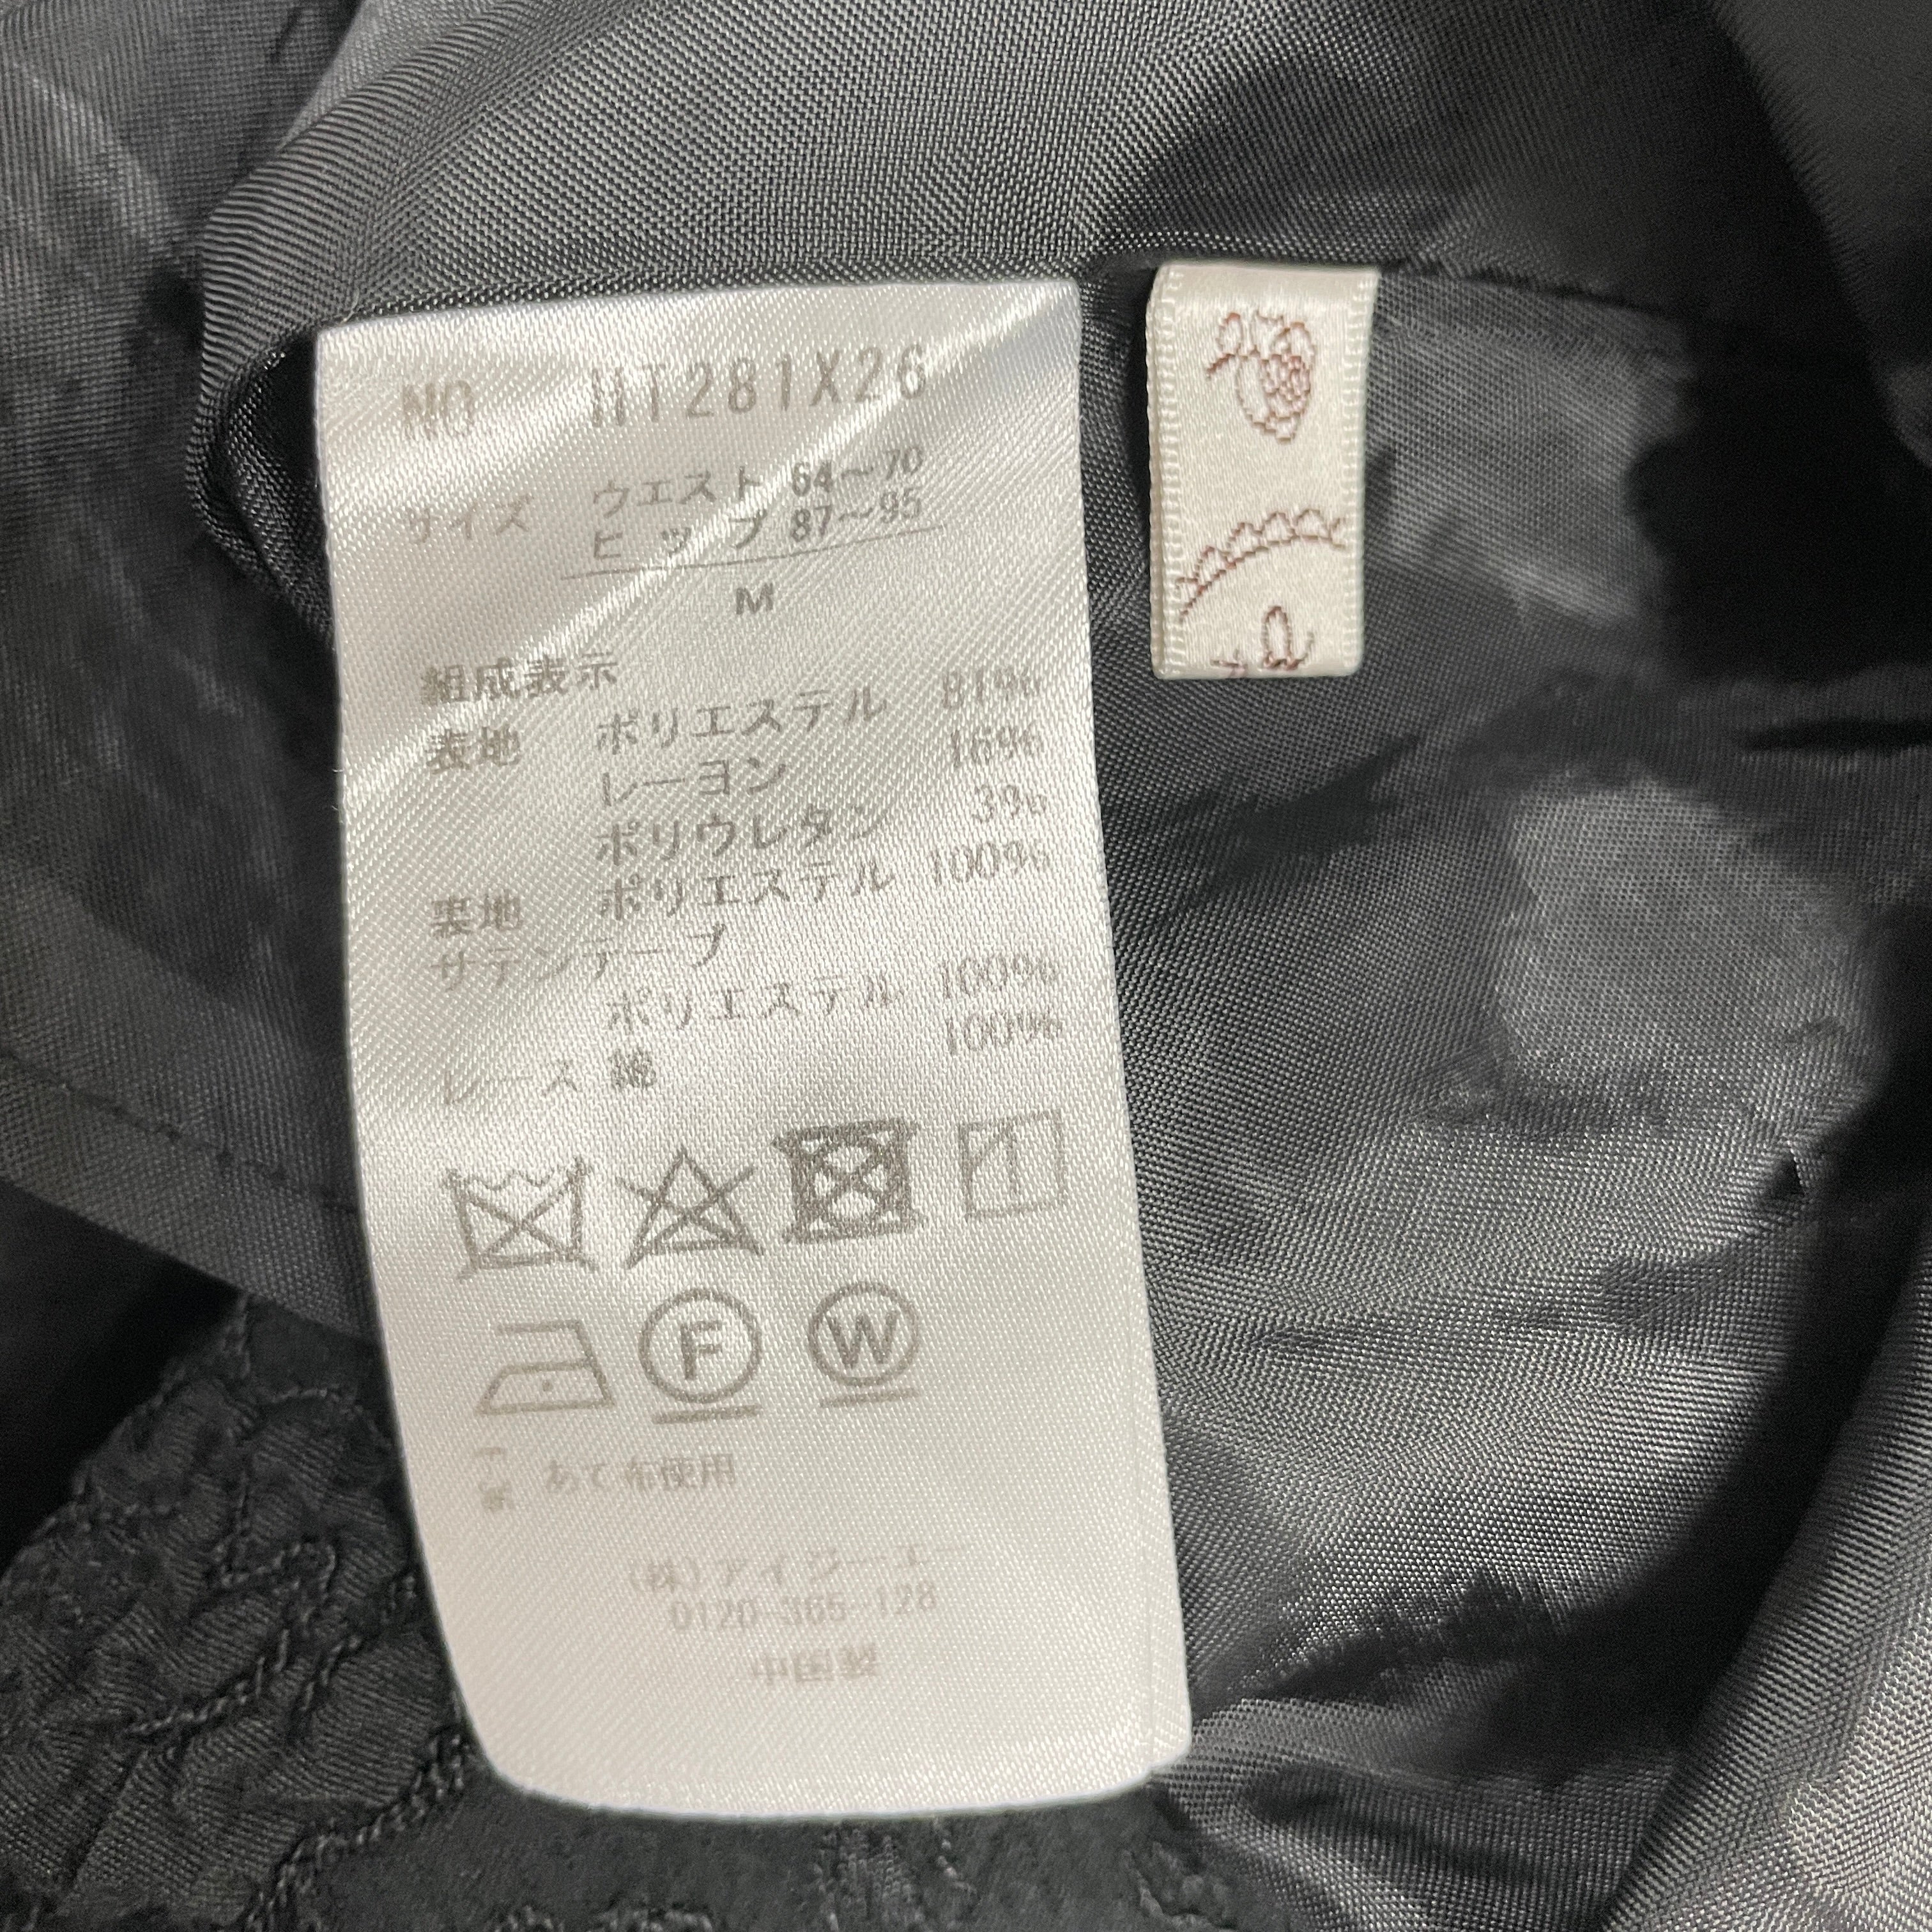 NO. MT281X26
サイズ ウエスト 64～70
ヒップ 87～95
M
組成表示
表地 ポリエステル 81%
レーヨン 16%
ポリウレタン 3%
裏地 ポリエステル 100%
サテンテープ
ポリエステル 100%
レース 綿 100%
F W
あて布使用
(株)アイジーエー
0120-365-128
中国製